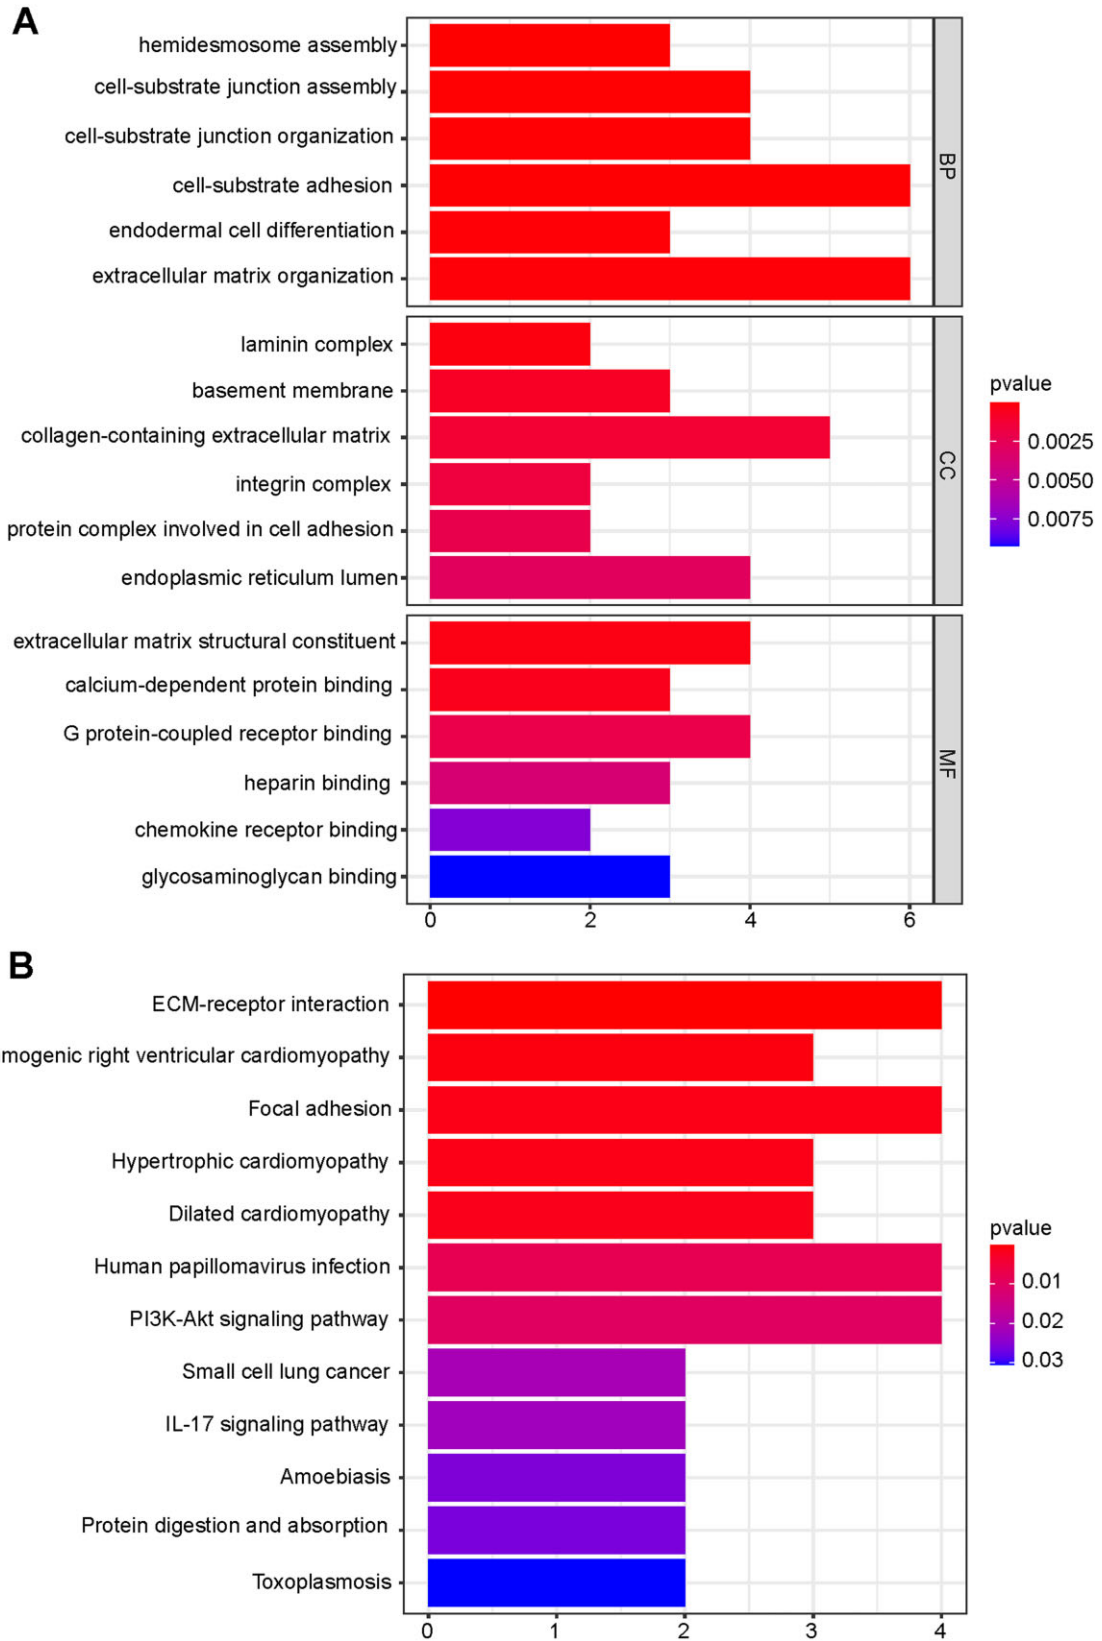 A
hemidesmosome assembly
cell-substrate junction assembly
cell-substrate junction organization
cell-substrate adhesion
endodermal cell differentiation
extracellular matrix organization
BP
laminin complex
basement membrane
collagen-containing extracellular matrix
integrin complex
protein complex involved in cell adhesion
endoplasmic reticulum lumen
CC
extracellular matrix structural constituent
calcium-dependent protein binding
G protein-coupled receptor binding
heparin binding
chemokine receptor binding
glycosaminoglycan binding
MF
0 2 4 6
pvalue
0.0025
0.0050
0.0075
B
ECM-receptor interaction
mogenic right ventricular cardiomyopathy
Focal adhesion
Hypertrophic cardiomyopathy
Dilated cardiomyopathy
Human papillomavirus infection
PI3K-Akt signaling pathway
Small cell lung cancer
IL-17 signaling pathway
Amoebiasis
Protein digestion and absorption
Toxoplasmosis
0 1 2 3 4
pvalue
0.01
0.02
0.03